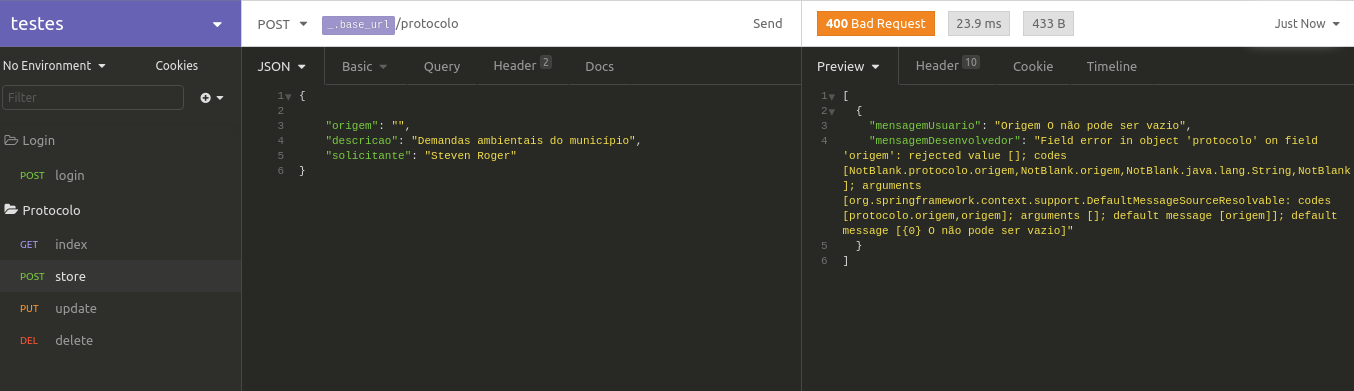 testes
POST _.base_url/protocolo Send
400 Bad Request 23.9 ms 433 B Just Now
No Environment Cookies
JSON Basic Query Header 2 Docs
Preview Header 10 Cookie Timeline
Filter
Login
POST login
Protocolo
GET index
POST store
PUT update
DEL delete
1 {
2
3 "origem": "",
4 "descricao": "Demandas ambientais do município",
5 "solicitante": "Steven Roger"
6 }
1 [
2 {
3 "mensagemUsuario": "Origem O não pode ser vazio",
4 "mensagemDesenvolvedor": "Field error in object 'protocolo' on field
'origem': rejected value []; codes
[NotBlank.protocolo.origem,NotBlank.origem,NotBlank.java.lang.String,NotBlank
]; arguments
[org.springframework.context.support.DefaultMessageSourceResolvable: codes
[protocolo.origem,origem]; arguments []; default message [origem]]; default
message [{0} O não pode ser vazio]"
5 }
6 ]